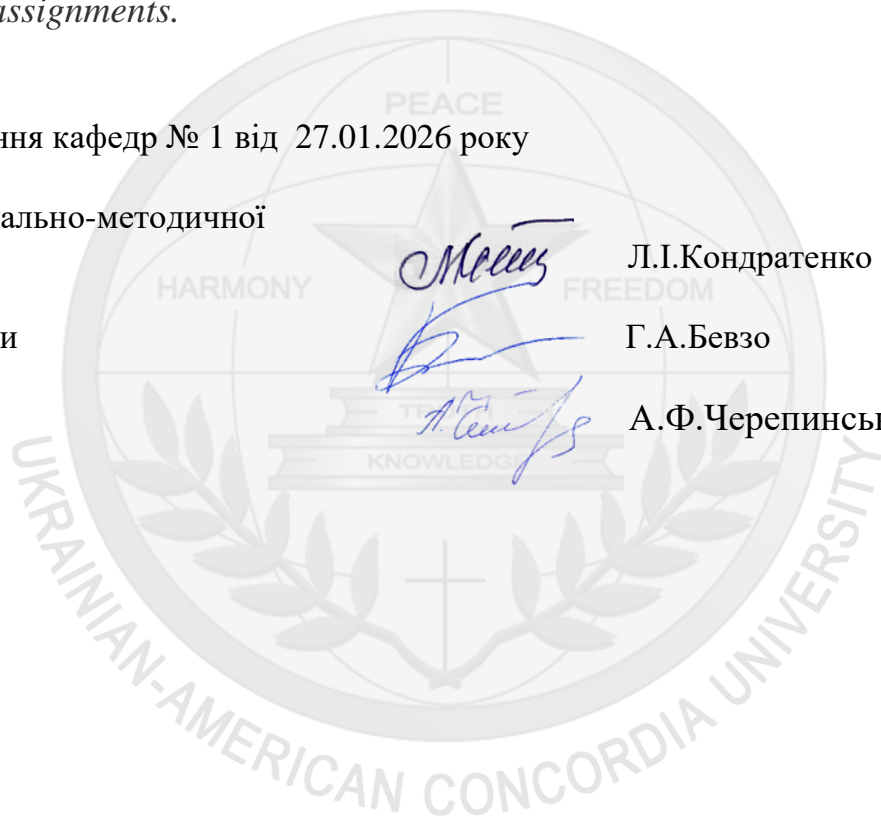 assignments.
PEACE
ння кафедр № 1 від 27.01.2026 року
ально-методичної
Л.І.Кондратенко
HARMONY FREEDOM
и
Г.А.Бевзо
А.Ф.Черепинсь
KNOWLEDGE
UKRAINIAN-AMERICAN CONCORDIA UNIVERSITY